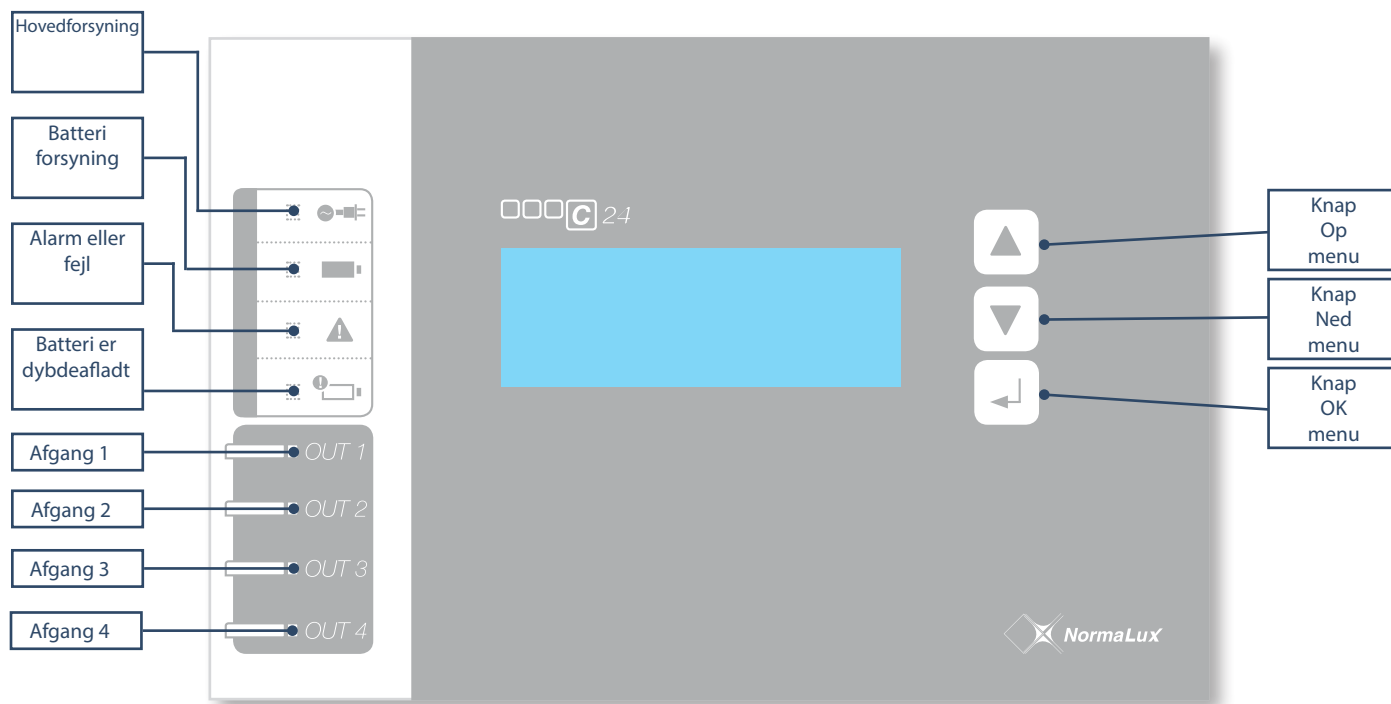 Hovedforsyning
Batteri
forsyning
Alarm eller
fejl
Batteri er
dybdeafladt
Afgang 1
Afgang 2
Afgang 3
Afgang 4
OUT 1
OUT 2
OUT 3
OUT 4
C 24
NormaLux
Knap
Op
menu
Knap
Ned
menu
Knap
OK
menu